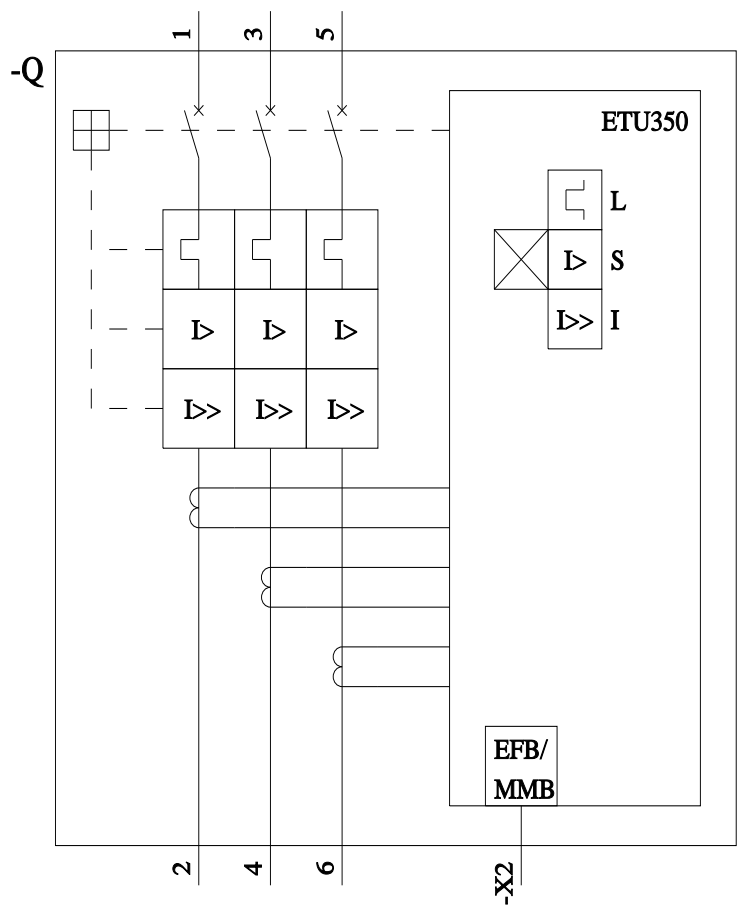 1 3 5
-Q
ETU350
L
I> S
I>> I
I> I> I>
I>> I>> I>>
EFB/
MMB
2 4 6 -X2